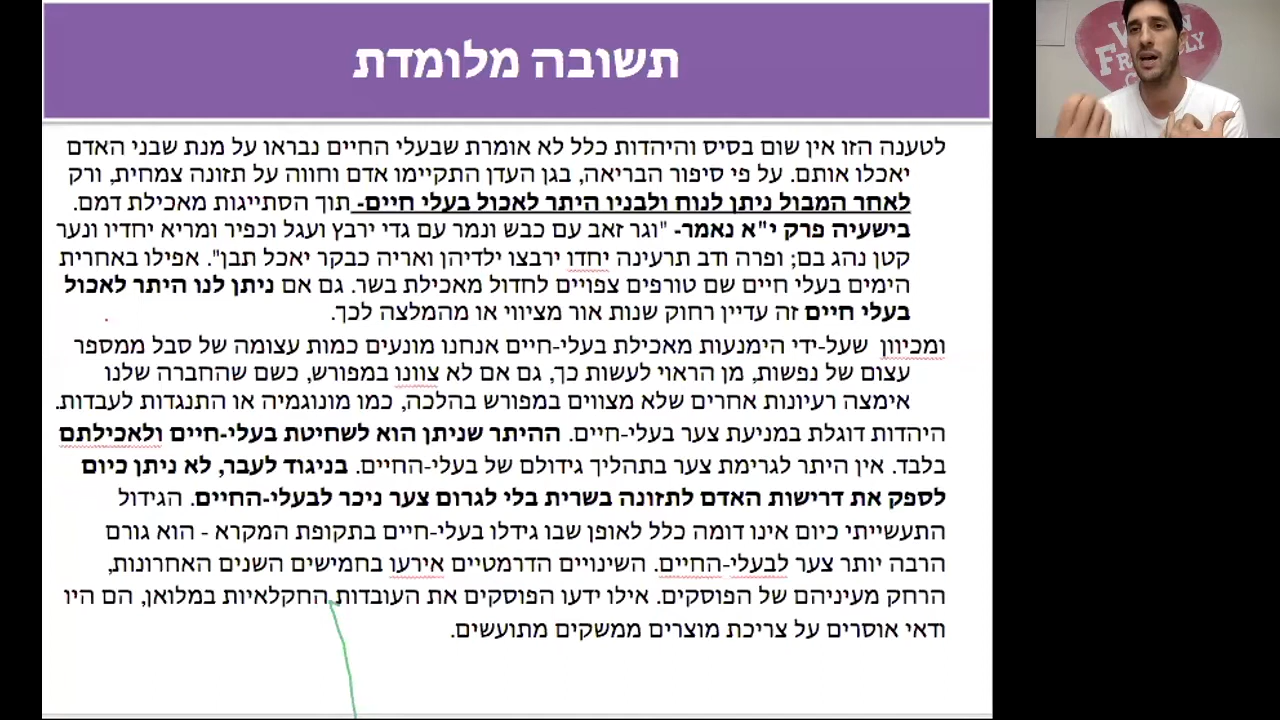 תשובה מלומדת
לטענה הזו אין שום בסיס והיהדות כלל לא אומרת שבעלי החיים נבראו על מנת שבני האדם
יאכלו אותם. על פי סיפור הבריאה, בגן העדן התקיימו אדם וחווה על תזונה צמחית, ורק
לאחר המבול ניתן לנוח ולבניו היתר לאכול בעלי חיים- תוך הסתייגות מאכילת דמם.
בישעיה פרק י"א נאמר- "וגר זאב עם כבש ונמר עם גדי ירבץ ועגל וכפיר ומריא יחדיו ונער
קטן נהג בם; ופרה ודב תרעינה יחדו ירבצו ילדיהן ואריה כבקר יאכל תבן". אפילו באחרית
הימים בעלי חיים שם טורפים צפויים לחדול מאכילת בשר. גם אם ניתן לנו היתר לאכול
בעלי חיים זה עדיין רחוק שנות אור מציווי או מהמלצה לכך.
ומכיוון שעל-ידי הימנעות מאכילת בעלי-חיים אנחנו מונעים כמות עצומה של סבל ממספר
עצום של נפשות, מן הראוי לעשות כך, גם אם לא צוונו במפורש, כשם שהחברה שלנו
אימצה רעיונות אחרים שלא מצווים במפורש בהלכה, כמו מונוגמיה או התנגדות לעבדות.
היהדות דוגלת במניעת צער בעלי-חיים. ההיתר שניתן הוא לשחיטת בעלי-חיים ולאכילתם
בלבד. אין היתר לגרימת צער בתהליך גידולם של בעלי-החיים. בניגוד לעבר, לא ניתן כיום
לספק את דרישות האדם לתזונה בשרית בלי לגרום צער ניכר לבעלי-החיים. הגידול
התעשייתי כיום אינו דומה כלל לאופן שבו גידלו בעלי-חיים בתקופת המקרא - הוא גורם
הרבה יותר צער לבעלי-החיים. השינויים הדרמטיים אירעו בחמישים השנים האחרונות,
הרחק מעיניהם של הפוסקים. אילו ידעו הפוסקים את העובדות החקלאיות במלואן, הם היו
ודאי אוסרים על צריכת מוצרים ממשקים מתועשים.